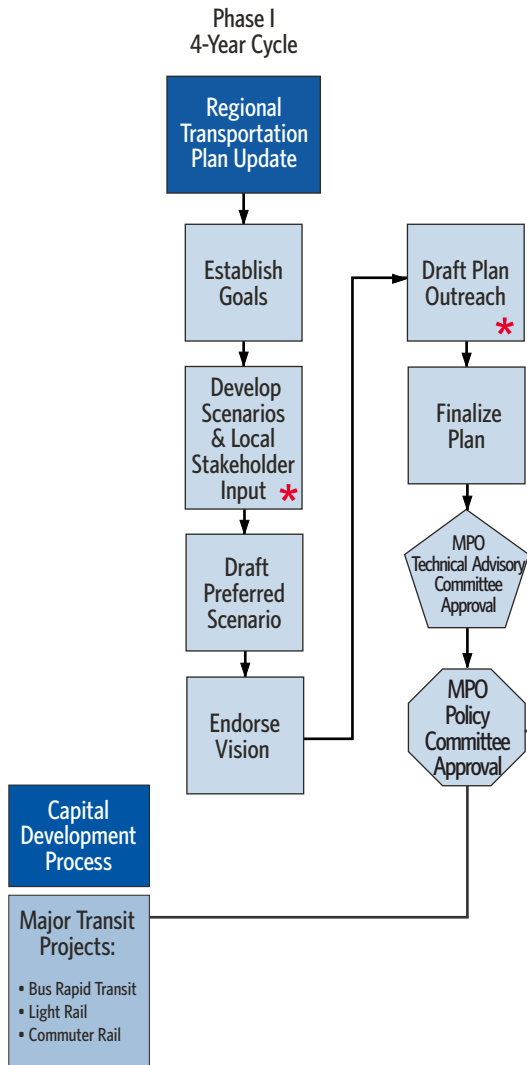 Phase I
4-Year Cycle
Regional
Transportation
Plan Update
Establish
Goals
Develop
Scenarios
& Local
Stakeholder
Input *
Draft
Preferred
Scenario
Endorse
Vision
Draft Plan
Outreach
*
Finalize
Plan
MPO
Technical Advisory
Committee
Approval
MPO
Policy
Committee
Approval
Capital
Development
Process
Major Transit
Projects:
• Bus Rapid Transit
• Light Rail
• Commuter Rail